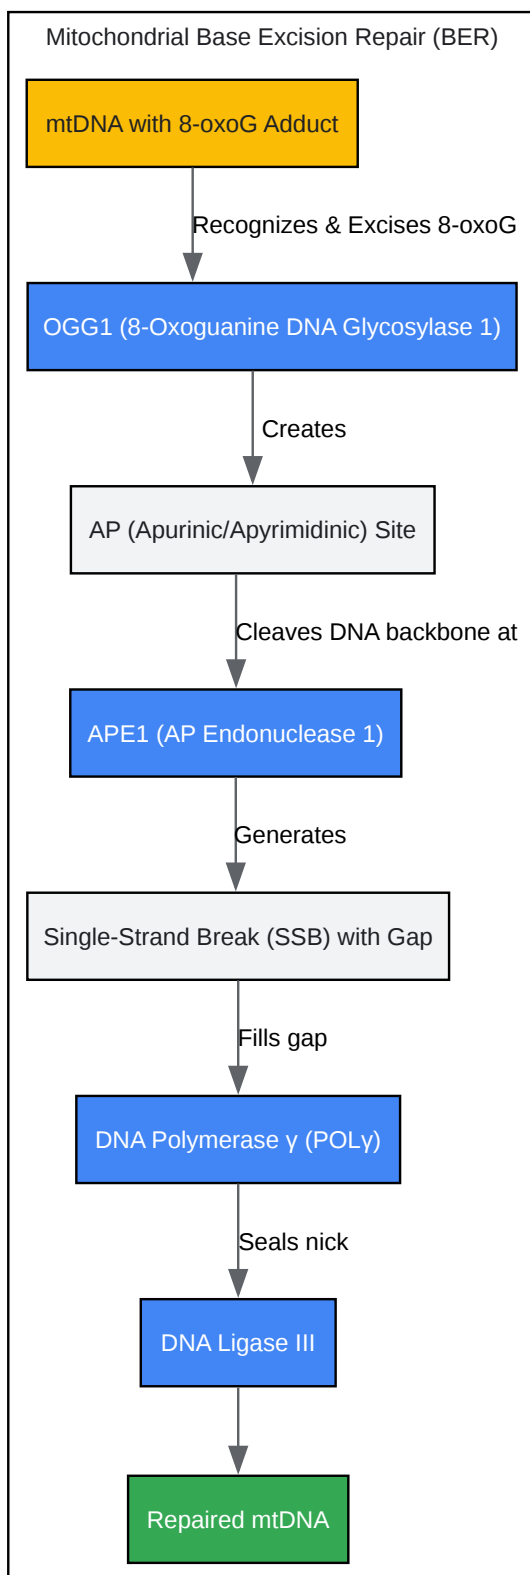 Mitochondrial Base Excision Repair (BER)
mtDNA with 8-oxoG Adduct
Recognizes & Excises 8-oxoG
OGG1 (8-Oxoguanine DNA Glycosylase 1)
Creates
AP (Apurinic/Apyrimidinic) Site
Cleaves DNA backbone at
APE1 (AP Endonuclease 1)
Generates
Single-Strand Break (SSB) with Gap
Fills gap
DNA Polymerase γ (POLγ)
Seals nick
DNA Ligase III
Repaired mtDNA